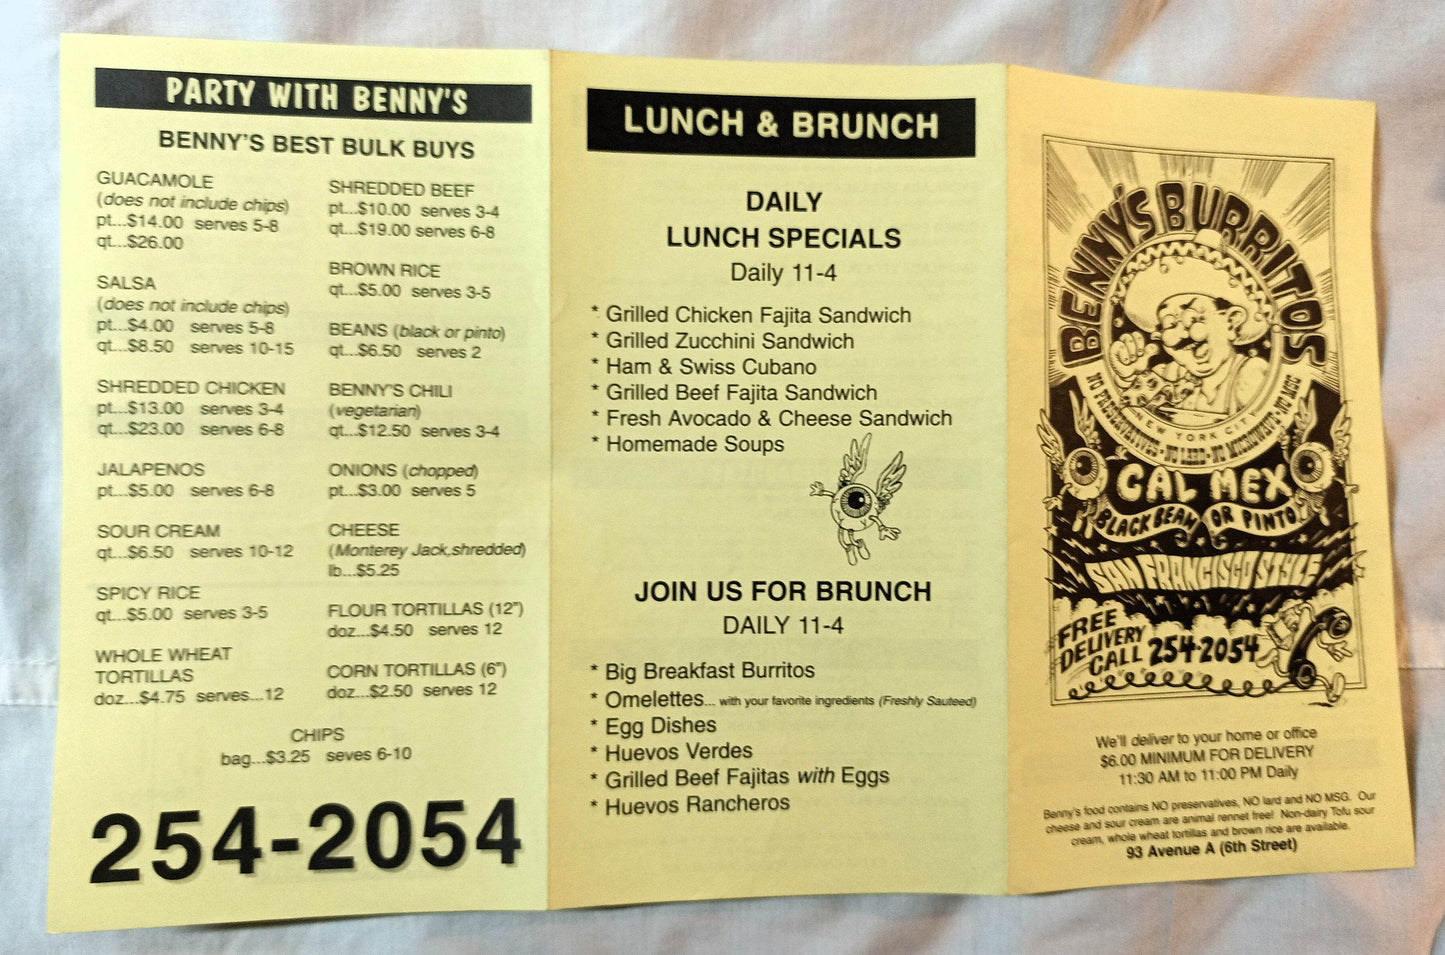 PARTY WITH BENNY'S
BENNY'S BEST BULK BUYS
GUACAMOLE
(does not include chips)
pt...$14.00 serves 5-8
qt...$26.00
SALSA
(does not include chips)
pt...$4.00 serves 5-8
qt...$8.50 serves 10-15
SHREDDED CHICKEN
pt...$13.00 serves 3-4
qt...$23.00 serves 6-8
JALAPENOS
pt...$5.00 serves 6-8
SOUR CREAM
qt...$6.50 serves 10-12
SPICY RICE
qt...$5.00 serves 3-5
WHOLE WHEAT
TORTILLAS
doz...$4.75 serves...12
SHREDDED BEEF
pt...$10.00 serves 3-4
qt...$19.00 serves 6-8
BROWN RICE
qt...$5.00 serves 3-5
BEANS (black or pinto)
qt...$6.50 serves 2
BENNY'S CHILI
(vegetarian)
qt...$12.50 serves 3-4
ONIONS (chopped)
pt...$3.00 serves 5
CHEESE
(Monterey Jack,shredded)
lb...$5.25
FLOUR TORTILLAS (12")
doz...$4.50 serves 12
CORN TORTILLAS (6")
doz...$2.50 serves 12
CHIPS
bag...$3.25 seves 6-10
254-2054
LUNCH & BRUNCH
DAILY
LUNCH SPECIALS
Daily 11-4
* Grilled Chicken Fajita Sandwich
* Grilled Zucchini Sandwich
* Ham & Swiss Cubano
* Grilled Beef Fajita Sandwich
* Fresh Avocado & Cheese Sandwich
* Homemade Soups
JOIN US FOR BRUNCH
DAILY 11-4
* Big Breakfast Burritos
* Omelettes... with your favorite ingredients (Freshly Sauteed)
* Egg Dishes
* Huevos Verdes
* Grilled Beef Fajitas with Eggs
* Huevos Rancheros
BENNY'S BURRITOS
NEW YORK CITY
NO PRESERVATIVES · NO LARD · NO MICROWAVE · NO MSG
CAL MEX
BLACK BEAN OR PINTO
SAN FRANCISCO STYLE
FREE
DELIVERY
CALL 254-2054
We'll deliver to your home or office
$6.00 MINIMUM FOR DELIVERY
11:30 AM to 11:00 PM Daily
Benny's food contains NO preservatives, NO lard and NO MSG. Our
cheese and sour cream are animal rennet free! Non-dairy Tofu sour
cream, whole wheat tortillas and brown rice are available.
93 Avenue A (6th Street)